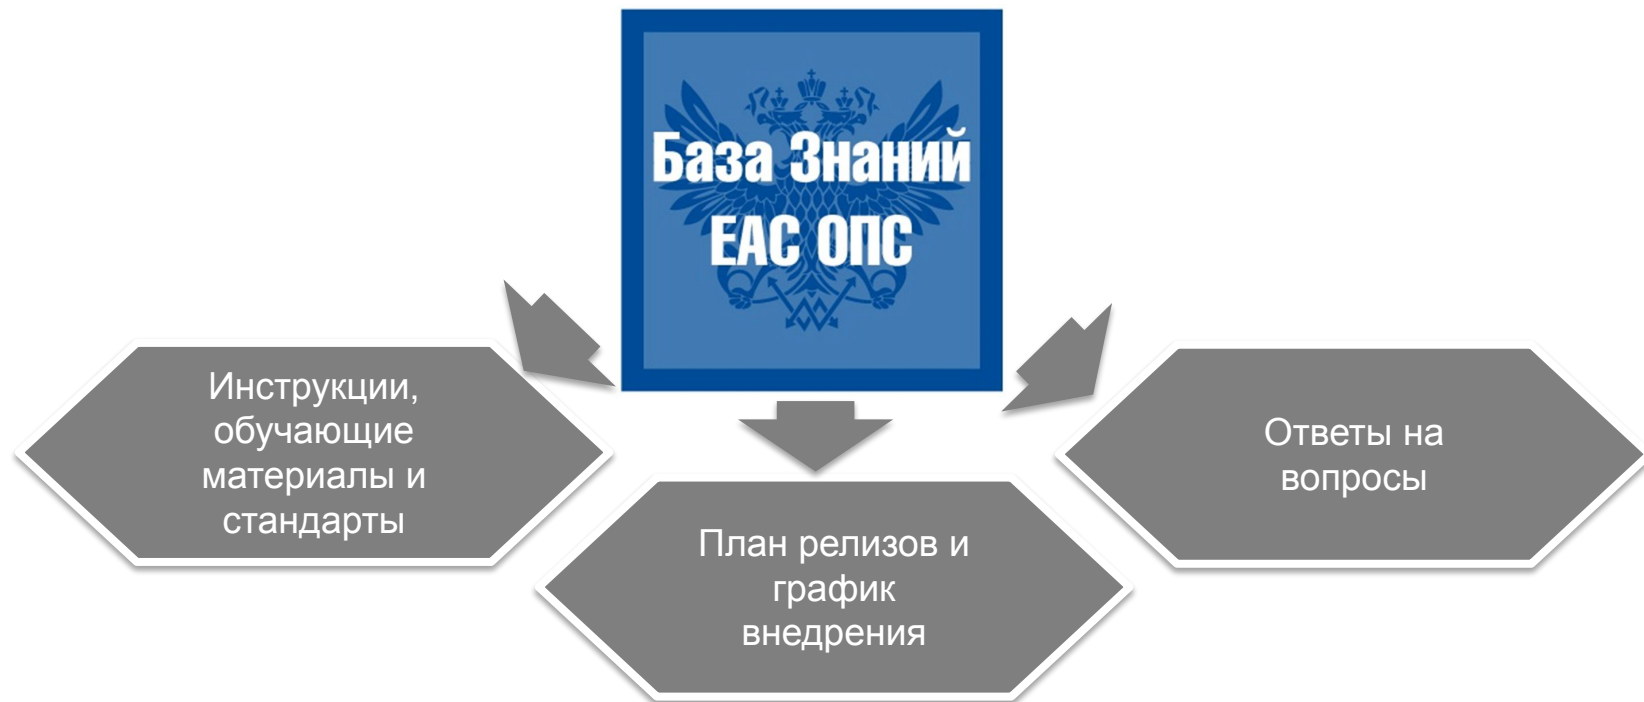 База Знаний
ЕАС ОПС
Инструкции,
обучающие
материалы и
стандарты
План релизов и
график
внедрения
Ответы на
вопросы